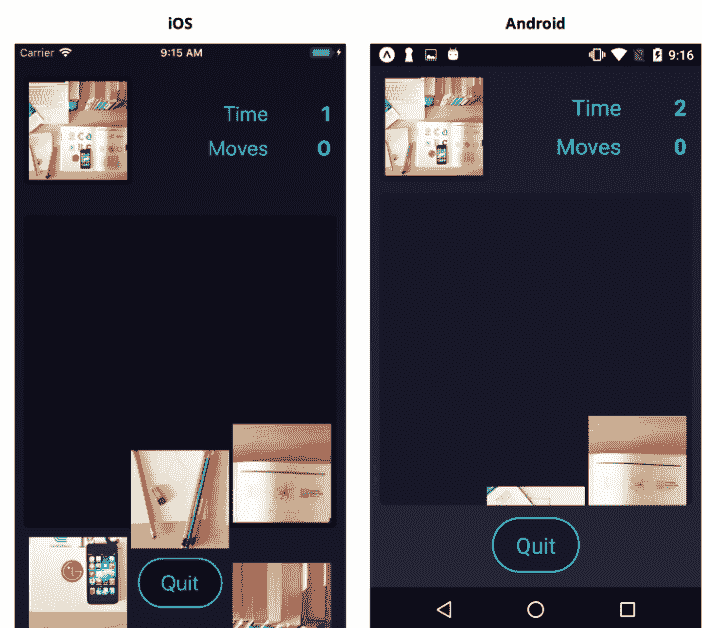 iOS
Carrier 9:15 AM
Time 1
Moves 0
Quit
Android
9:16
Time 2
Moves 0
Quit